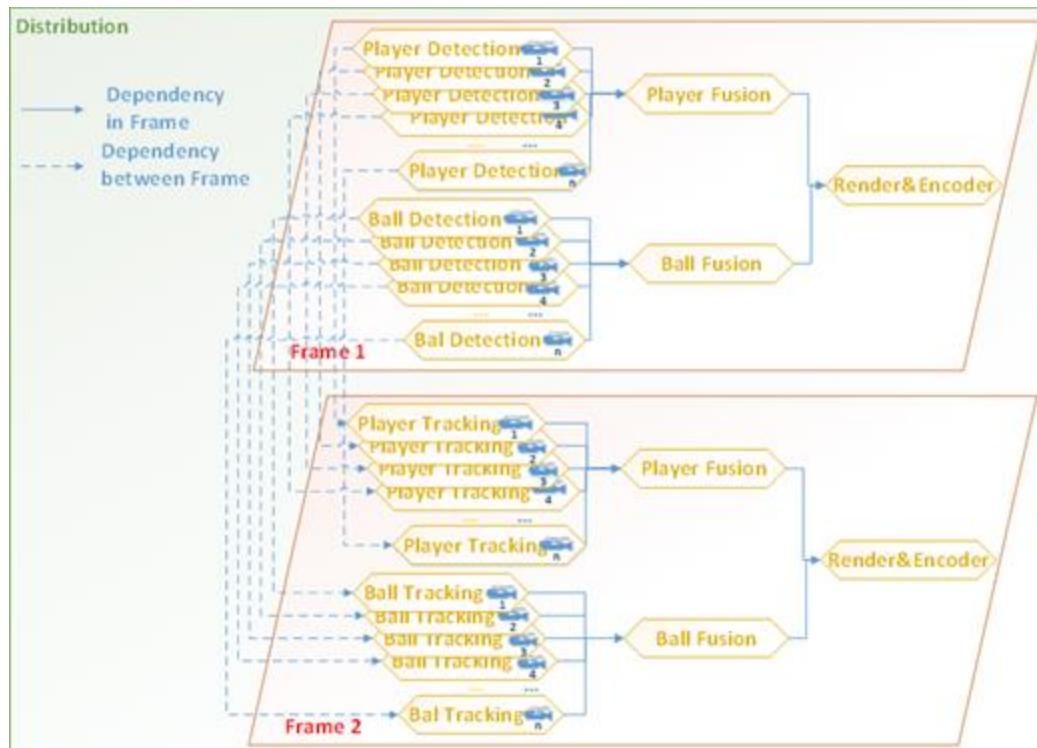 Distribution
Dependency
in Frame
Dependency
between Frame
Player Detection
1
Player Detection
2
Player Detection
3
Player Detection
4
... ...
Player Detection
n
Player Fusion
Render&Encoder
Ball Detection
1
Ball Detection
2
Ball Detection
3
Ball Detection
4
... ...
Bal Detection
n
Ball Fusion
Frame 1
Player Tracking
1
Player Tracking
2
Player Tracking
3
Player Tracking
4
... ...
Player Tracking
n
Player Fusion
Render&Encoder
Ball Tracking
1
Ball Tracking
2
Ball Tracking
3
Ball Tracking
4
... ...
Bal Tracking
n
Ball Fusion
Frame 2